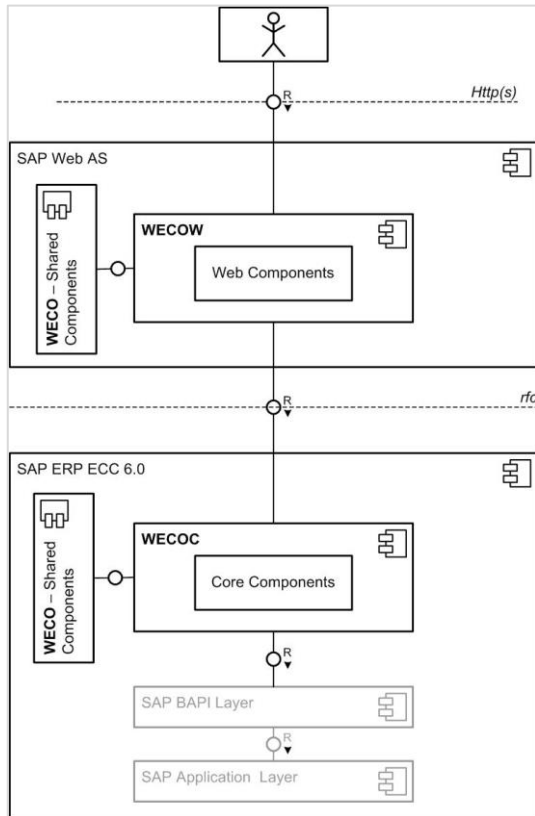 R
Http(s)
SAP Web AS
WECO – Shared
Components
WECOW
Web Components
R
rfc
SAP ERP ECC 6.0
WECO – Shared
Components
WECOC
Core Components
R
SAP BAPI Layer
R
SAP Application Layer